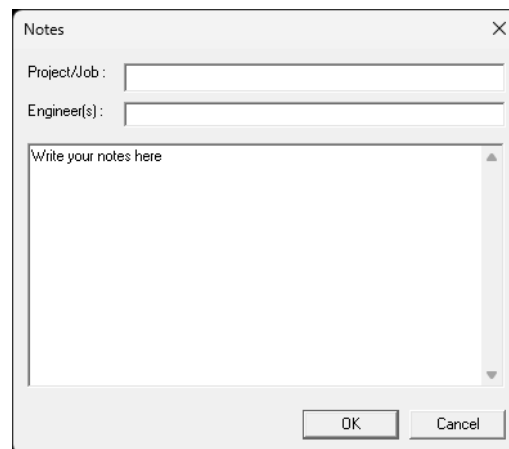 Notes
Project/Job :
Engineer(s) :
Write your notes here
OK Cancel